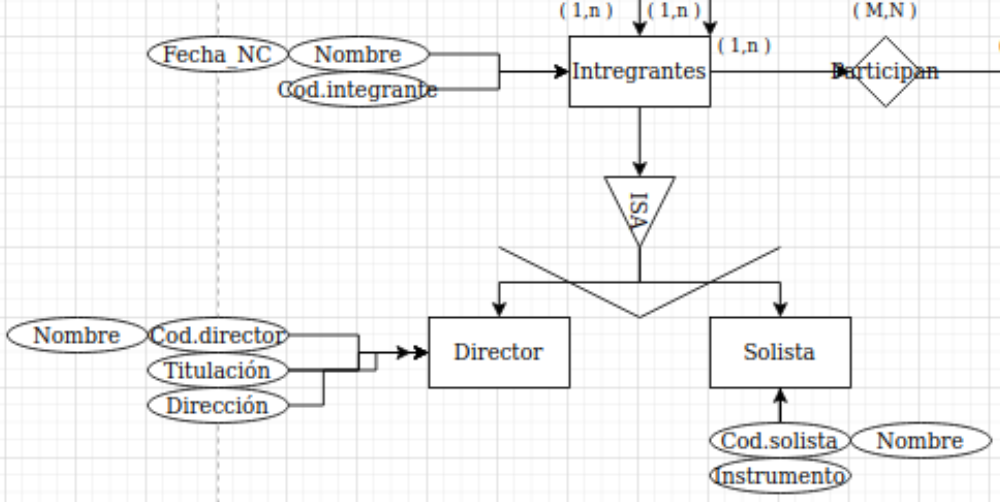 ( 1,n )
( 1,n )
( M,N )
( 1,n )
Fecha_NC
Nombre
Intregrantes
Participan
Cod.integrante
ISA
Nombre
Cod.director
Director
Solista
Titulación
Dirección
Cod.solista
Nombre
Instrumento